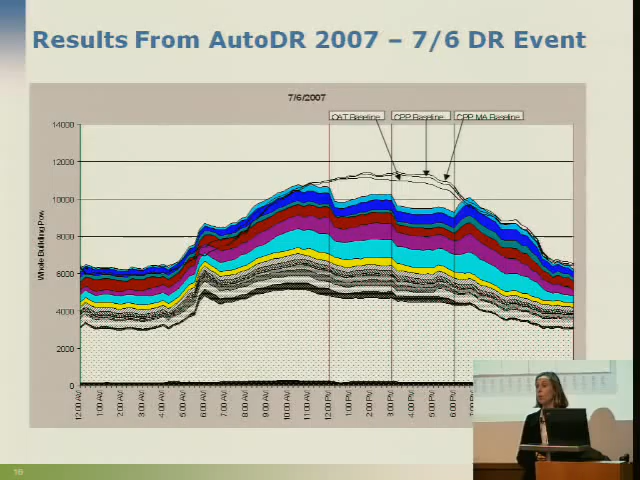 Results From AutoDR 2007 – 7/6 DR Event
7/6/2007
OAT Baseline CPP Baseline CPP MA Baseline
14000
12000
10000
8000
6000
4000
2000
0
Whole Building Pow
12:00 AM
1:00 AM
2:00 AM
3:00 AM
4:00 AM
5:00 AM
6:00 AM
7:00 AM
8:00 AM
9:00 AM
10:00 AM
11:00 AM
12:00 PM
1:00 PM
2:00 PM
3:00 PM
4:00 PM
5:00 PM
6:00 PM